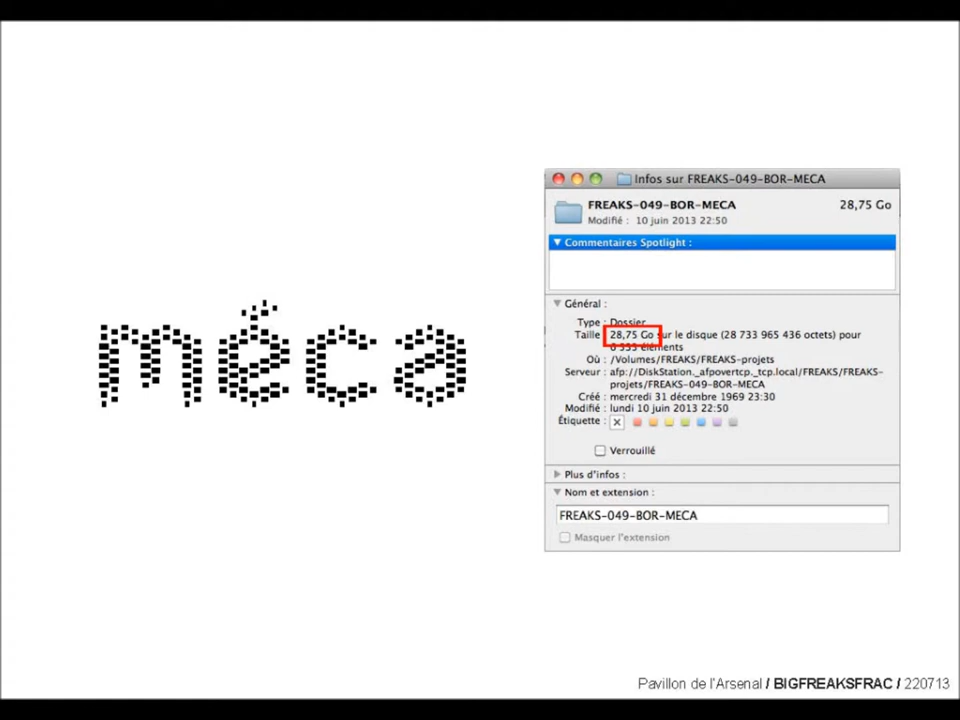 méca
Infos sur FREAKS-049-BOR-MECA
FREAKS-049-BOR-MECA 28,75 Go
Modifié : 10 juin 2013 22:50
Commentaires Spotlight :
Général :
Type : Dossier
Taille : 28,75 Go sur le disque (28 733 965 436 octets) pour
éléments
Où : /Volumes/FREAKS/FREAKS-projets
Serveur : afp://DiskStation._afpovertcp._tcp.local/FREAKS/FREAKS-
projets/FREAKS-049-BOR-MECA
Créé : mercredi 31 décembre 1969 23:30
Modifié : lundi 10 juin 2013 22:50
Étiquette :
Verrouillé
Plus d'infos :
Nom et extension :
FREAKS-049-BOR-MECA
Masquer l'extension
Pavillon de l'Arsenal / BIGFREAKSFRAC / 220713